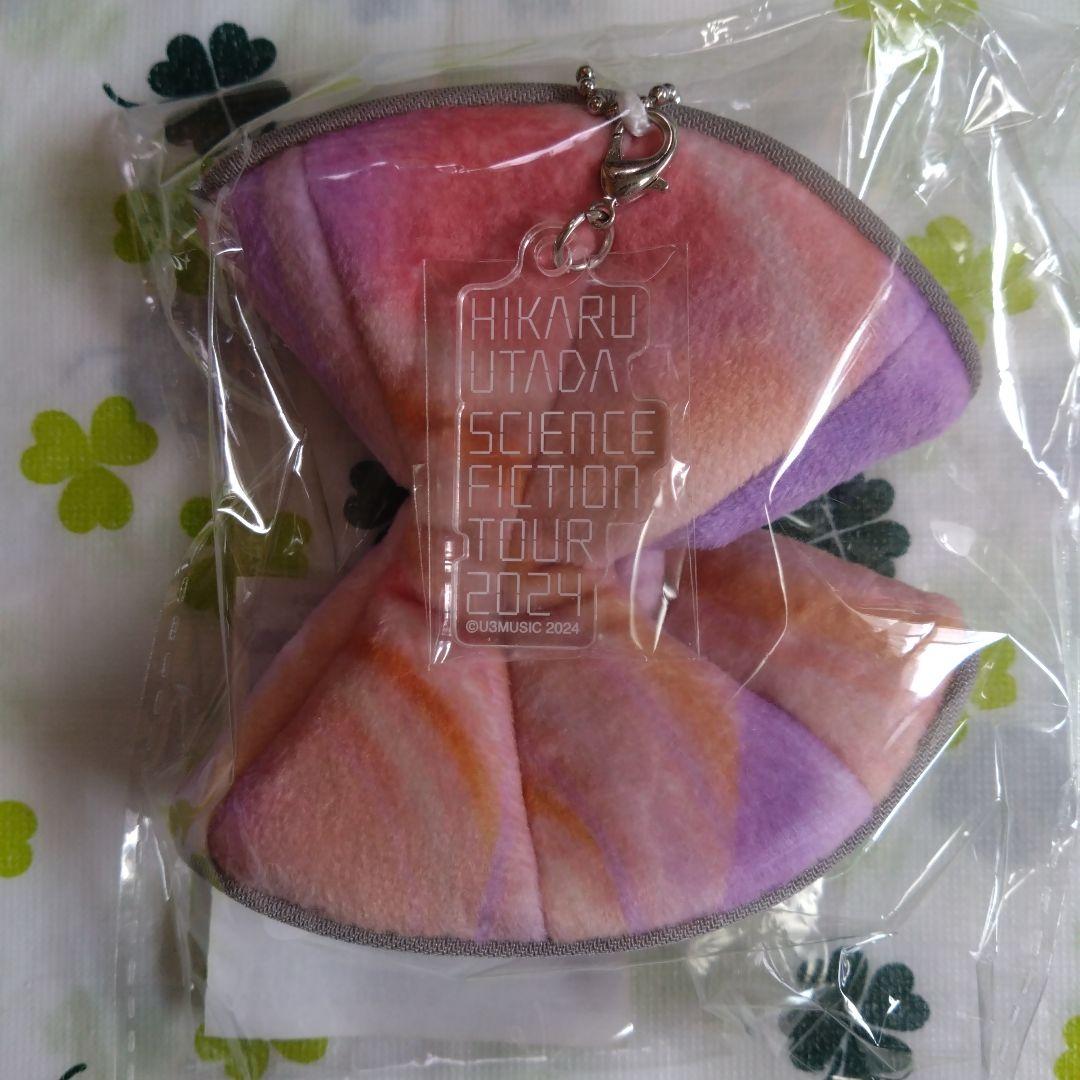 HIKARU
UTADA
SCIENCE
FICTION
TOUR
2024
©U3MUSIC 2024